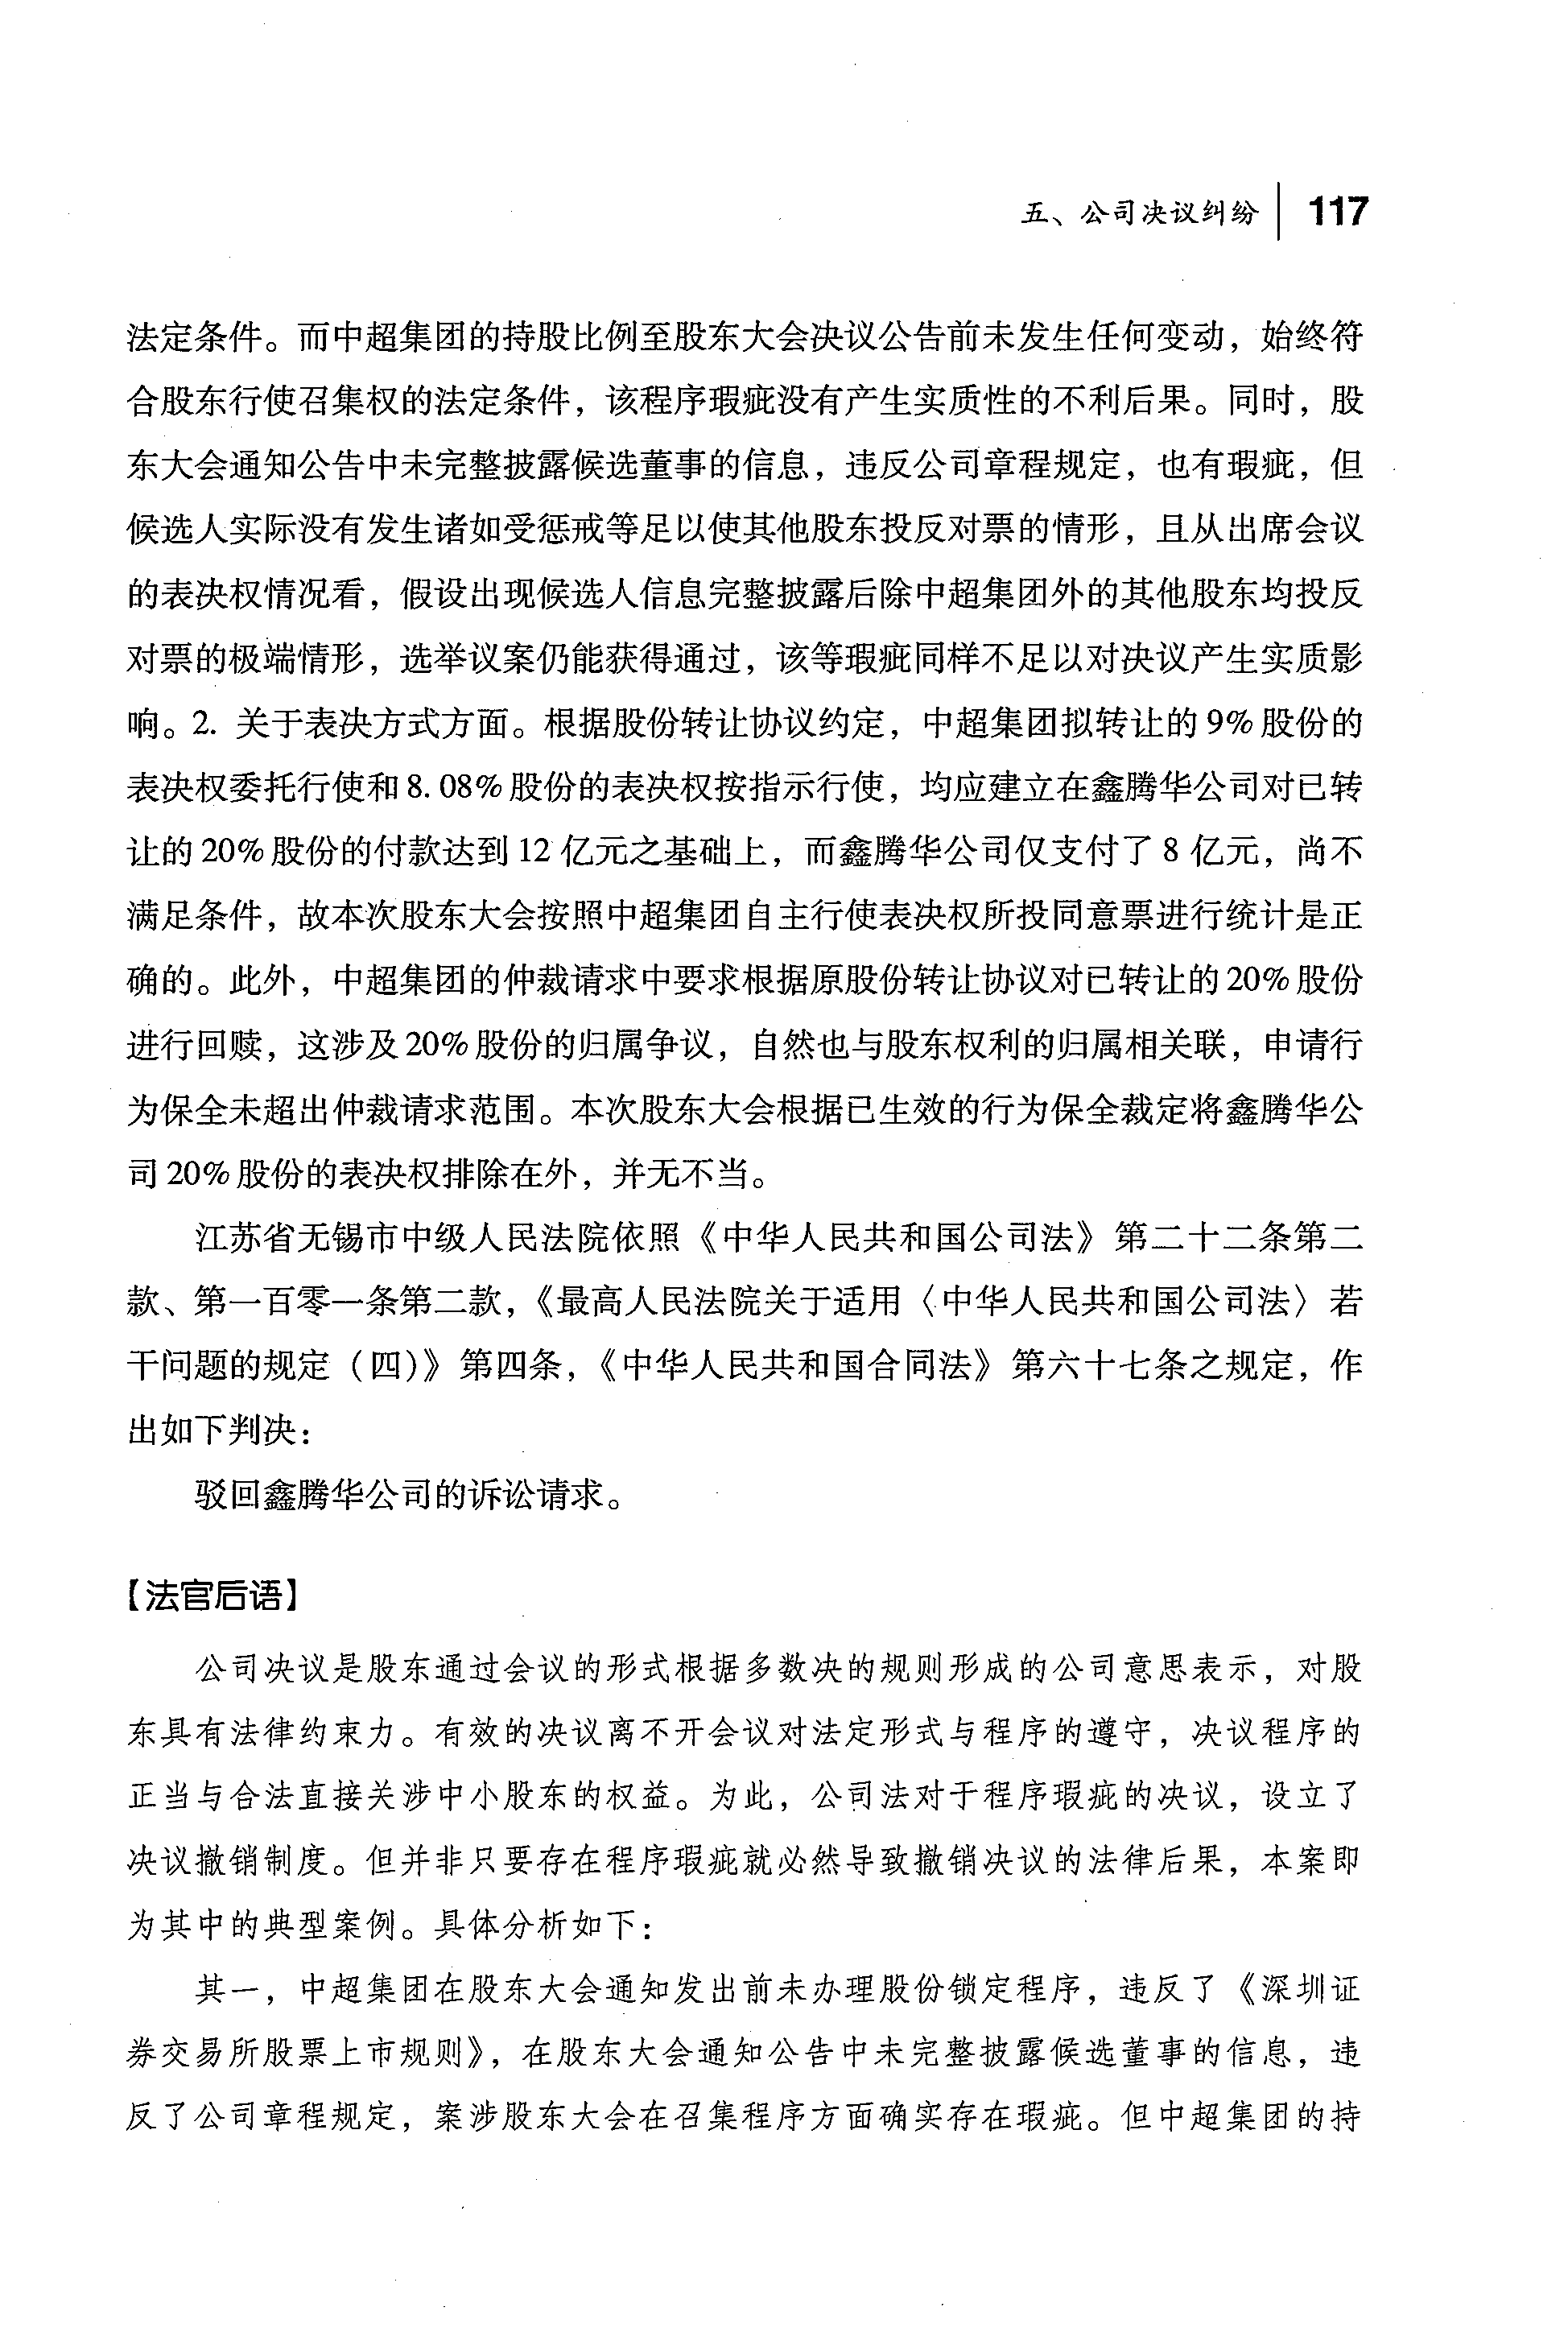 五、公司决议纠纷 117
法定条件。而中超集团的持股比例至股东大会决议公告前未发生任何变动，始终符
合股东行使召集权的法定条件，该程序瑕疵没有产生实质性的不利后果。同时，股
东大会通知公告中未完整披露候选董事的信息，违反公司章程规定，也有瑕疵，但
候选人实际没有发生诸如受惩戒等足以使其他股东投反对票的情形，且从出席会议
的表决权情况看，假设出现候选人信息完整披露后除中超集团外的其他股东均投反
对票的极端情形，选举议案仍能获得通过，该等瑕疵同样不足以对决议产生实质影
响。2. 关于表决方式方面。根据股份转让协议约定，中超集团拟转让的9%股份的
表决权委托行使和8.08%股份的表决权按指示行使，均应建立在鑫腾华公司对已转
让的20%股份的付款达到12亿元之基础上，而鑫腾华公司仅支付了8亿元，尚不
满足条件，故本次股东大会按照中超集团自主行使表决权所投同意票进行统计是正
确的。此外，中超集团的仲裁请求中要求根据原股份转让协议对已转让的20%股份
进行回赎，这涉及20%股份的归属争议，自然也与股东权利的归属相关联，申请行
为保全未超出仲裁请求范围。本次股东大会根据已生效的行为保全裁定将鑫腾华公
司20%股份的表决权排除在外，并无不当。
江苏省无锡市中级人民法院依照《中华人民共和国公司法》第二十二条第二
款、第一百零一条第二款，《最高人民法院关于适用〈中华人民共和国公司法〉若
干问题的规定（四）》第四条，《中华人民共和国合同法》第六十七条之规定，作
出如下判决：
驳回鑫腾华公司的诉讼请求。
【法官后语】
公司决议是股东通过会议的形式根据多数决的规则形成的公司意思表示，对股
东具有法律约束力。有效的决议离不开会议对法定形式与程序的遵守，决议程序的
正当与合法直接关涉中小股东的权益。为此，公司法对于程序瑕疵的决议，设立了
决议撤销制度。但并非只要存在程序瑕疵就必然导致撤销决议的法律后果，本案即
为其中的典型案例。具体分析如下：
其一，中超集团在股东大会通知发出前未办理股份锁定程序，违反了《深圳证
券交易所股票上市规则》，在股东大会通知公告中未完整披露候选董事的信息，违
反了公司章程规定，案涉股东大会在召集程序方面确实存在瑕疵。但中超集团的持